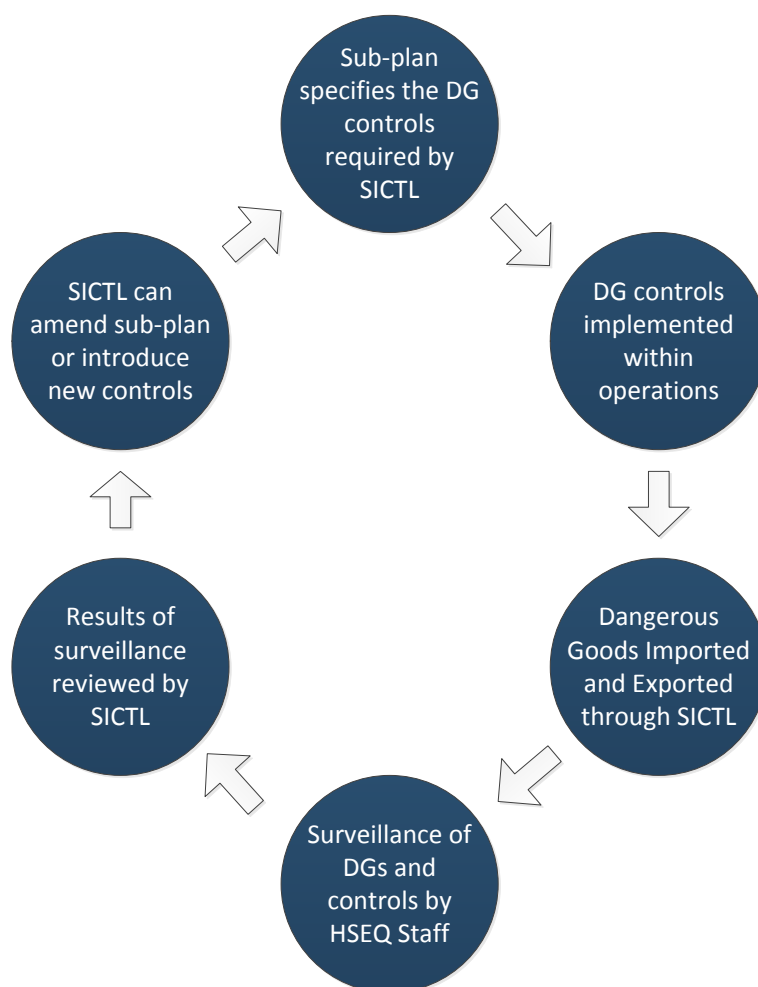 Sub-plan
specifies the DG
controls
required by
SICTL
DG controls
implemented
within
operations
Dangerous
Goods Imported
and Exported
through SICTL
Surveillance of
DGs and
controls by
HSEQ Staff
Results of
surveillance
reviewed by
SICTL
SICTL can
amend sub-plan
or introduce
new controls